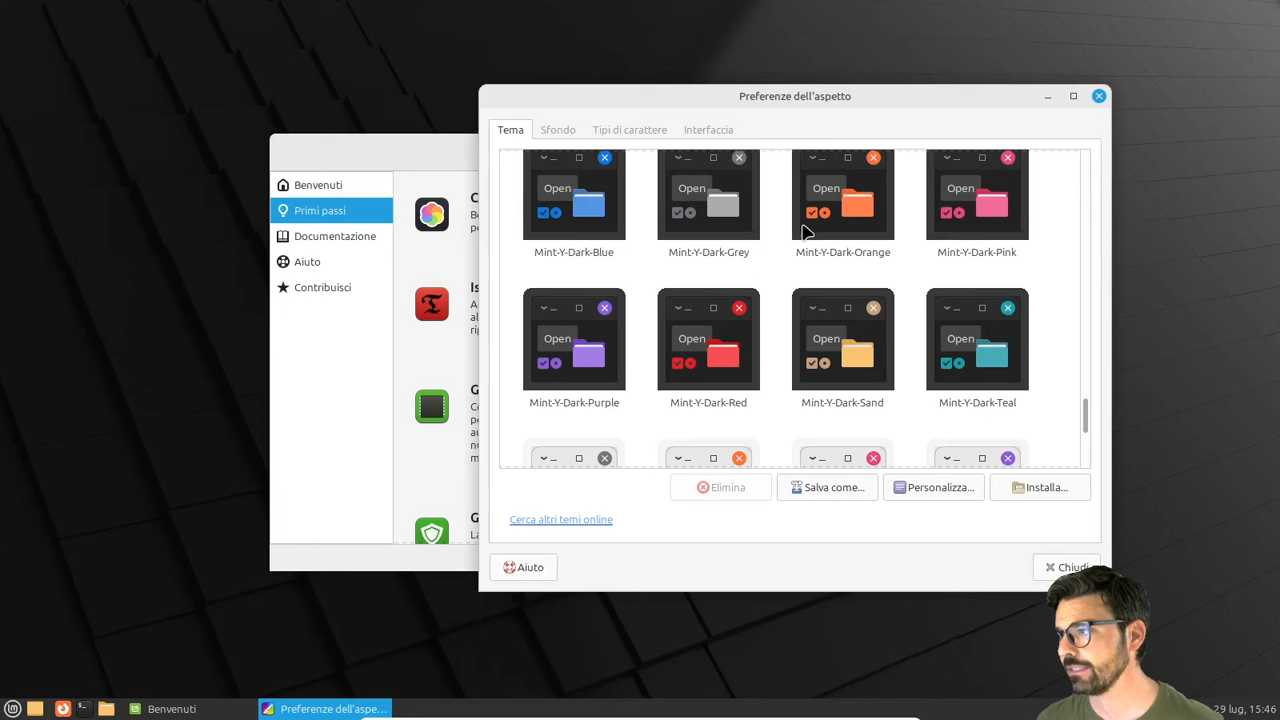 Preferenze dell'aspetto
Tema
Sfondo
Tipi di carattere
Interfaccia
Benvenuti
Primi passi
Documentazione
Aiuto
Contribuisci
Open
Open
Open
Open
Mint-Y-Dark-Blue
Mint-Y-Dark-Grey
Mint-Y-Dark-Orange
Mint-Y-Dark-Pink
Open
Open
Open
Open
Mint-Y-Dark-Purple
Mint-Y-Dark-Red
Mint-Y-Dark-Sand
Mint-Y-Dark-Teal
Elimina
Salva come...
Personalizza...
Installa...
Cerca altri temi online
Aiuto
Chiudi
Benvenuti
Preferenze dell'aspe...
29 lug, 15:46